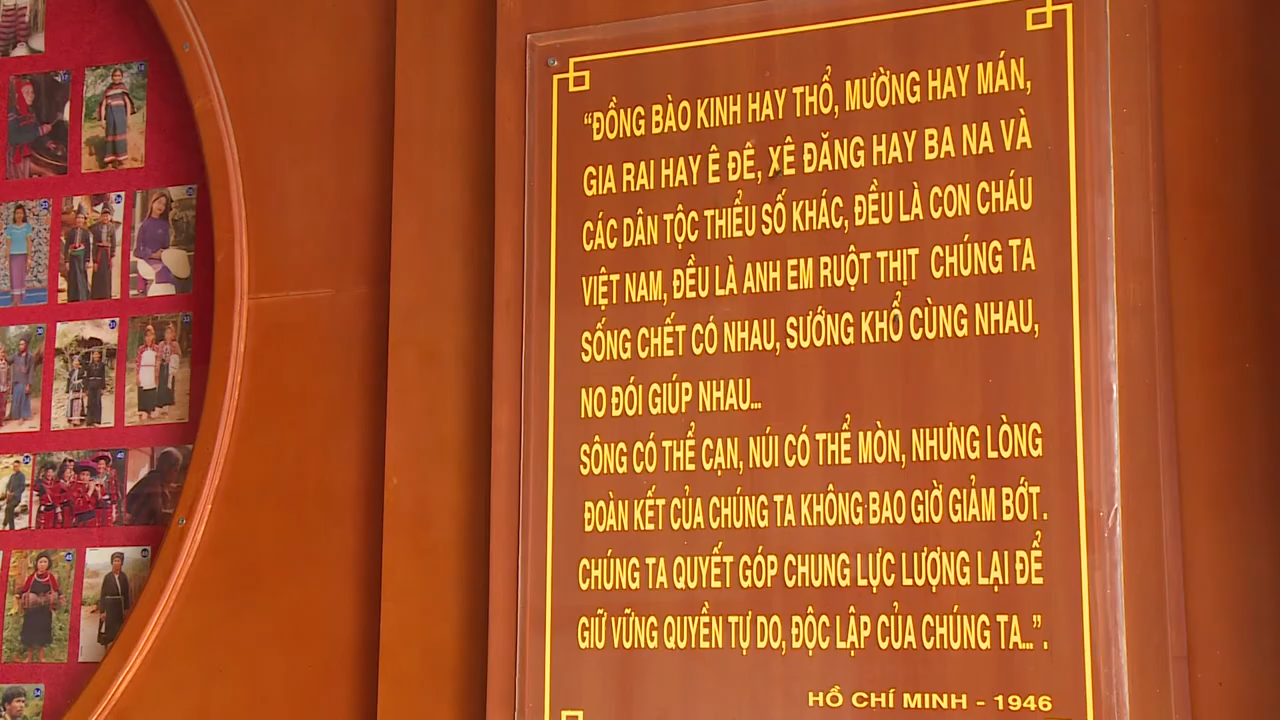 “ĐỒNG BÀO KINH HAY THỔ, MƯỜNG HAY MÁN,
GIA RAI HAY Ê ĐÊ, XÊ ĐĂNG HAY BA NA VÀ
CÁC DÂN TỘC THIỂU SỐ KHÁC, ĐỀU LÀ CON CHÁU
VIỆT NAM, ĐỀU LÀ ANH EM RUỘT THỊT CHÚNG TA
SỐNG CHẾT CÓ NHAU, SƯỚNG KHỔ CÙNG NHAU,
NO ĐÓI GIÚP NHAU...
SÔNG CÓ THỂ CẠN, NÚI CÓ THỂ MÒN, NHƯNG LÒNG
ĐOÀN KẾT CỦA CHÚNG TA KHÔNG BAO GIỜ GIẢM BỚT.
CHÚNG TA QUYẾT GÓP CHUNG LỰC LƯỢNG LẠI ĐỂ
GIỮ VỮNG QUYỀN TỰ DO, ĐỘC LẬP CỦA CHÚNG TA...”.
HỒ CHÍ MINH - 1946